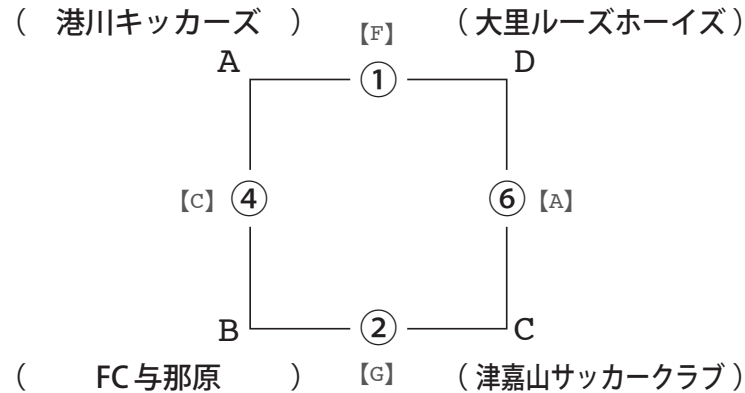 （ 港川キッカーズ ） 【F】 （大里ルーズホーイズ）
A ① D
【C】 ④ ⑥ 【A】
B ② C
（ FC与那原 ） 【G】 （津嘉山サッカークラブ）